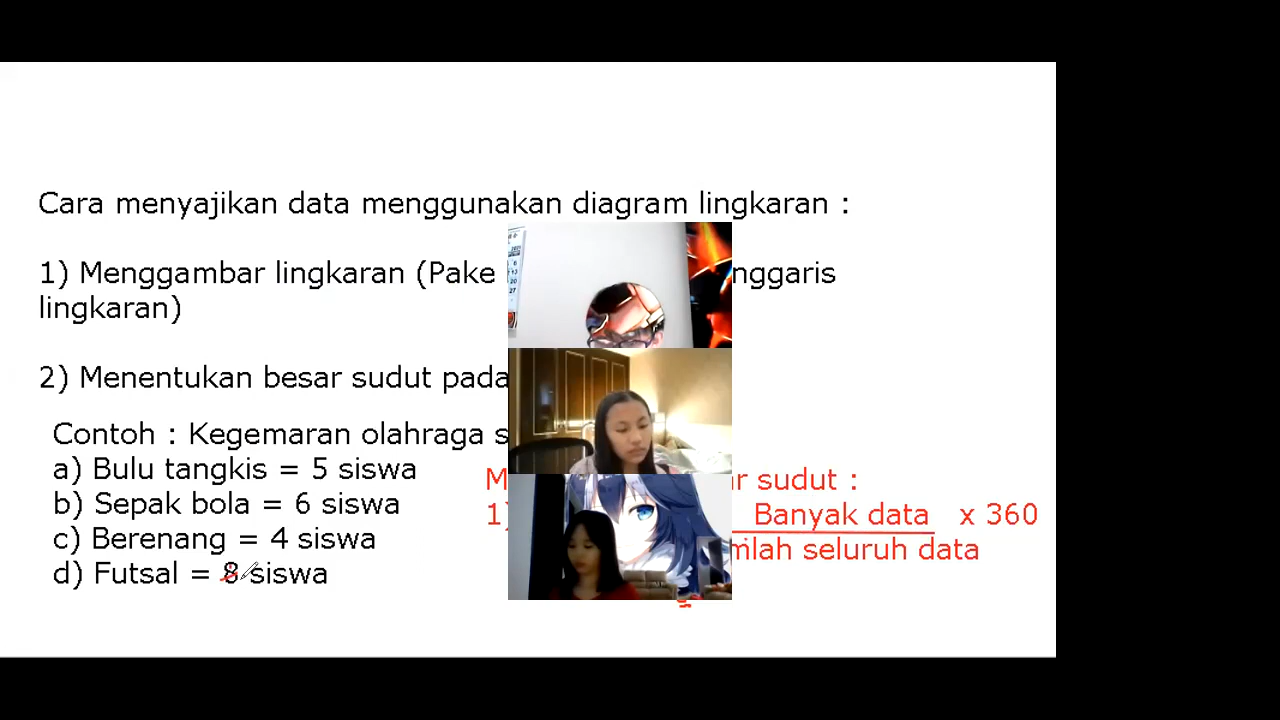 Cara menyajikan data menggunakan diagram lingkaran :
1) Menggambar lingkaran (Pake nggaris
lingkaran)
2) Menentukan besar sudut pada
Contoh : Kegemaran olahraga s
a) Bulu tangkis = 5 siswa
b) Sepak bola = 6 siswa
c) Berenang = 4 siswa
d) Futsal = 8 siswa
M r sudut :
1) Banyak data x 360
mlah seluruh data